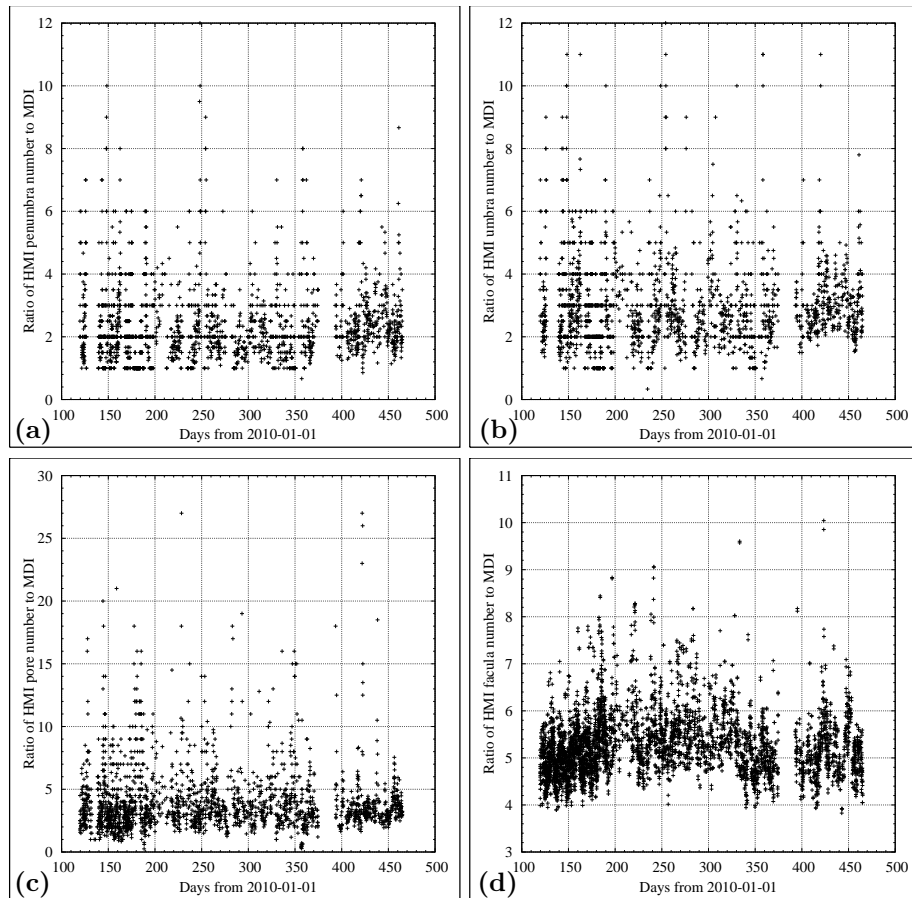 12
10
8
6
4
2
0
Ratio of HMI penumbra number to MDI
100 150 200 250 300 350 400 450 500
Days from 2010-01-01
(a)
12
10
8
6
4
2
0
Ratio of HMI umbra number to MDI
100 150 200 250 300 350 400 450 500
Days from 2010-01-01
(b)
30
25
20
15
10
5
0
Ratio of HMI pore number to MDI
100 150 200 250 300 350 400 450 500
Days from 2010-01-01
(c)
11
10
9
8
7
6
5
4
3
Ratio of HMI facula number to MDI
100 150 200 250 300 350 400 450 500
Days from 2010-01-01
(d)